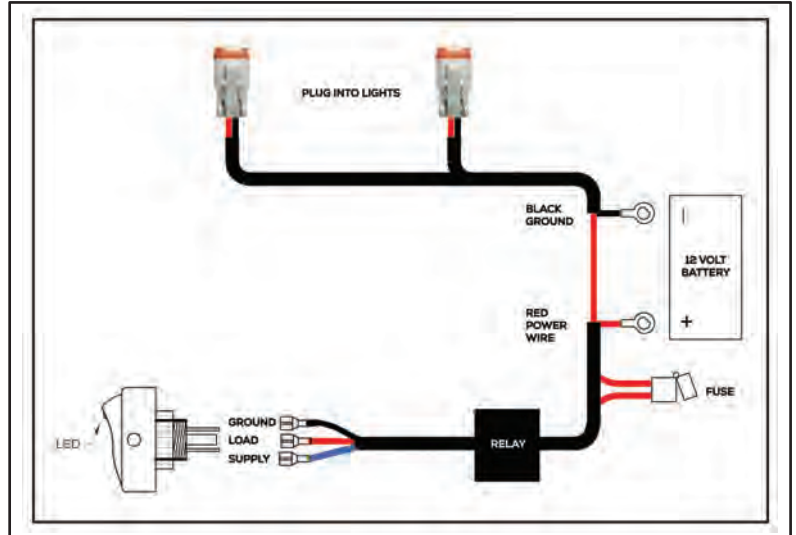 PLUG INTO LIGHTS
BLACK
GROUND
12 VOLT
BATTERY
RED
POWER
WIRE
+
FUSE
GROUND
LOAD
SUPPLY
LED
RELAY